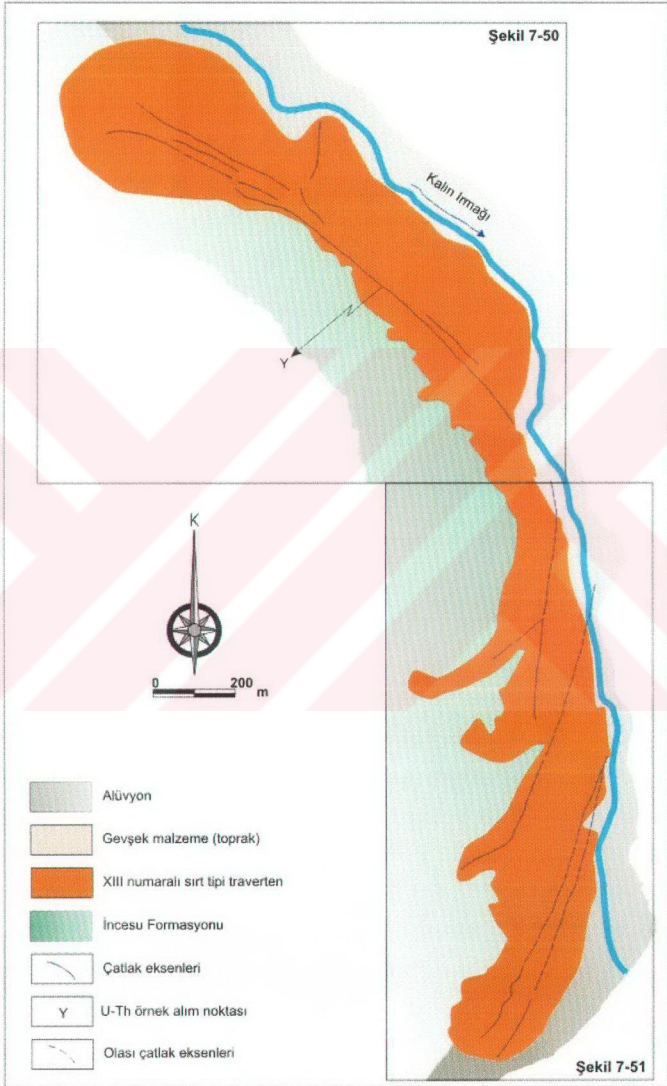 Şekil 7-50
Kalın Irmağı
Y
K
0 200
m
Alüvyon
Gevşek malzeme (toprak)
XIII numaralı sırt tipi traverten
İncesu Formasyonu
Çatlak eksenleri
Y U-Th örnek alım noktası
Olası çatlak eksenleri
Şekil 7-51